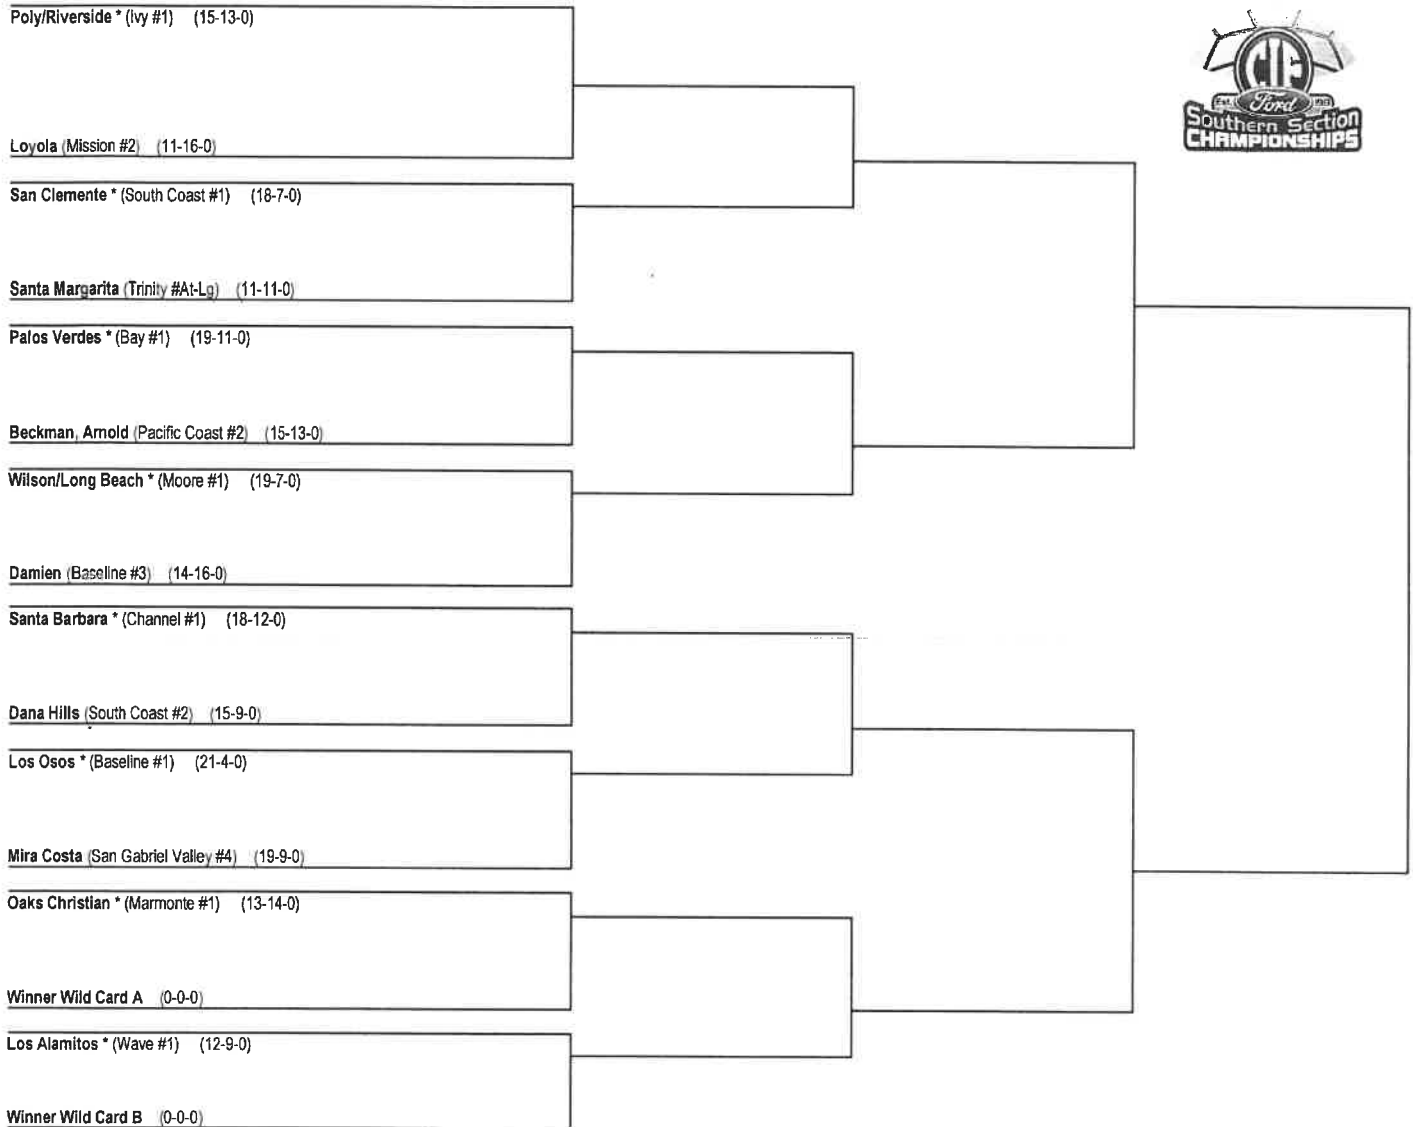 Poly/Riverside * (Ivy #1) (15-13-0)
Loyola (Mission #2) (11-16-0)
San Clemente * (South Coast #1) (18-7-0)
Santa Margarita (Trinity #At-Lg) (11-11-0)
Palos Verdes * (Bay #1) (19-11-0)
Beckman, Arnold (Pacific Coast #2) (15-13-0)
Wilson/Long Beach * (Moore #1) (19-7-0)
Damien (Baseline #3) (14-16-0)
Santa Barbara * (Channel #1) (18-12-0)
Dana Hills (South Coast #2) (15-9-0)
Los Osos * (Baseline #1) (21-4-0)
Mira Costa (San Gabriel Valley #4) (19-9-0)
Oaks Christian * (Marmonte #1) (13-14-0)
Winner Wild Card A (0-0-0)
Los Alamitos * (Wave #1) (12-9-0)
Winner Wild Card B (0-0-0)
CIF
Ford
Southern Section
CHAMPIONSHIPS